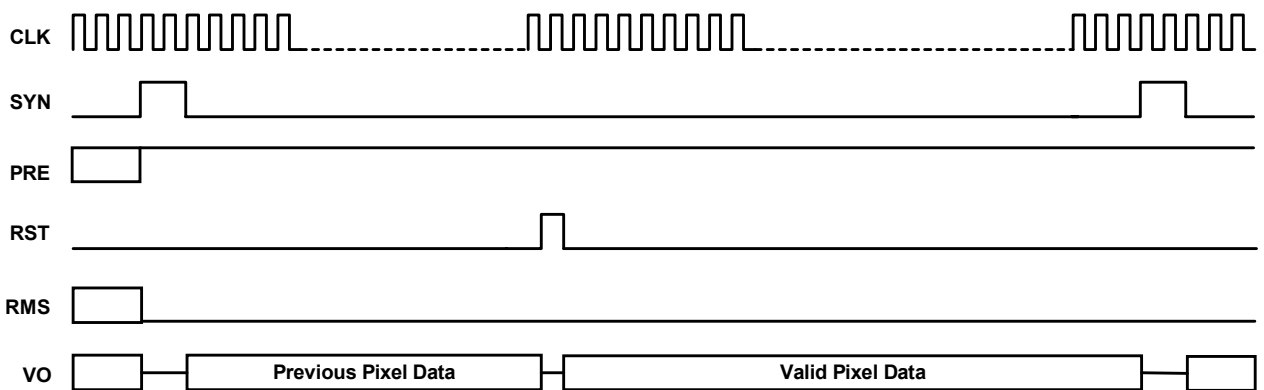 CLK
SYN
PRE
RST
RMS
VO Previous Pixel Data Valid Pixel Data